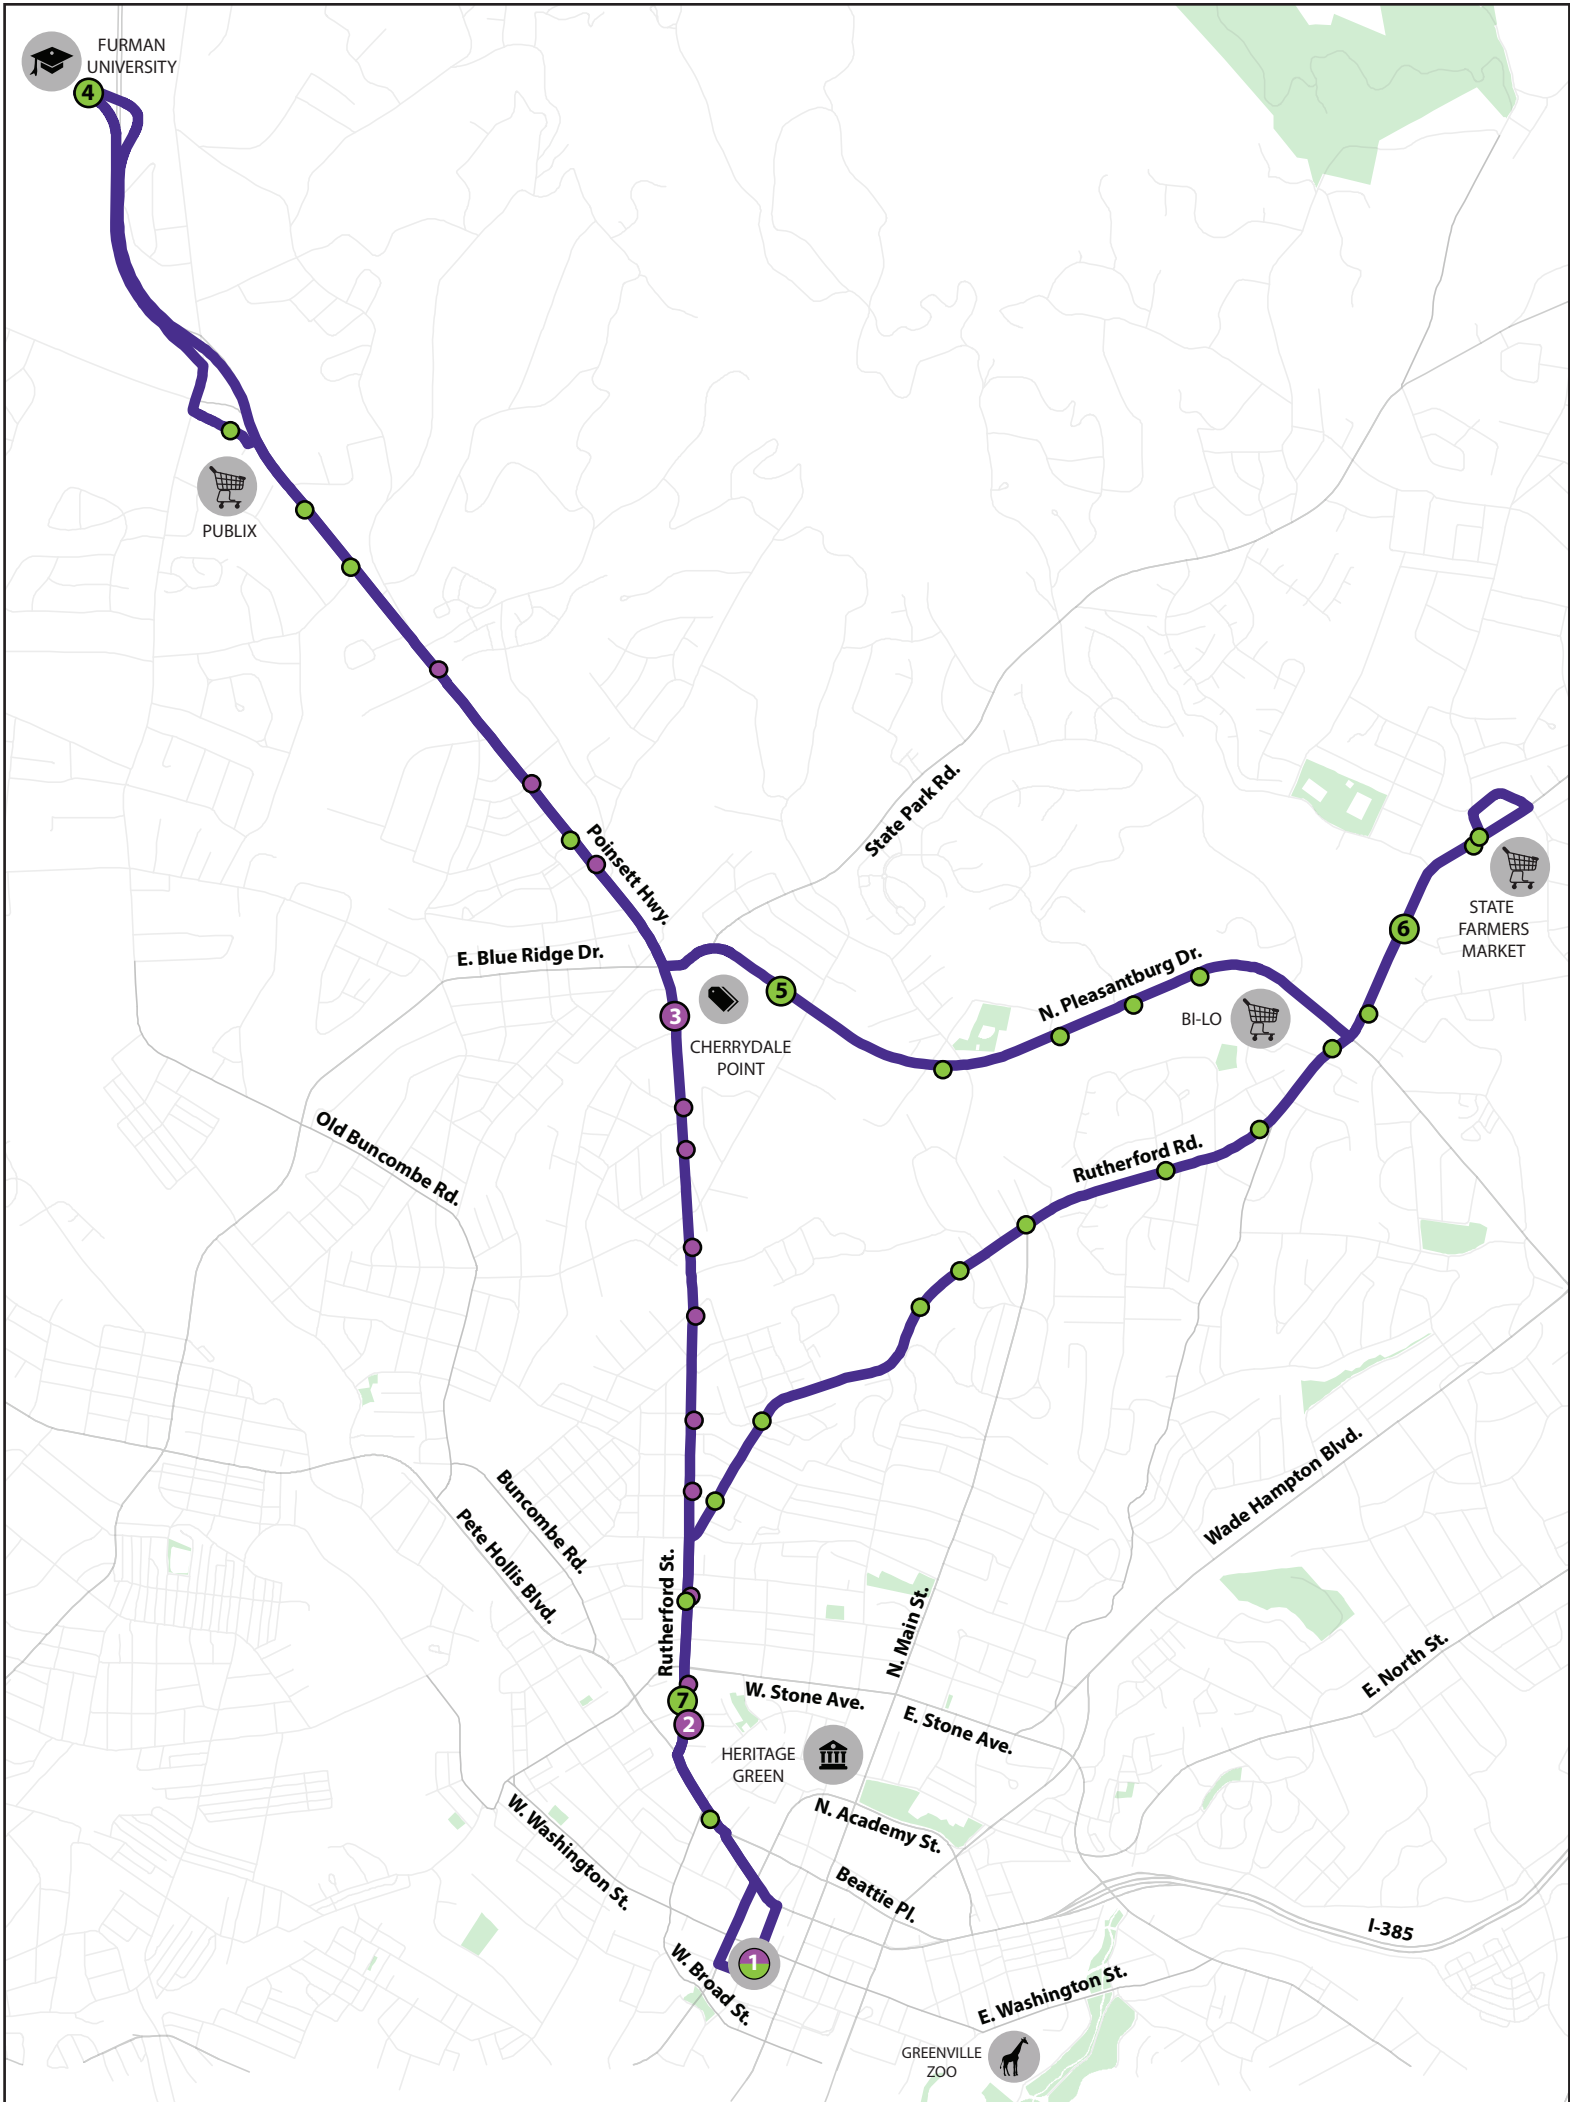 FURMAN
UNIVERSITY
4
PUBLIX
State Park Rd.
Poinsett Hwy.
E. Blue Ridge Dr.
STATE
FARMERS
MARKET
6
5
N. Pleasantburg Dr.
3
BI-LO
CHERRYDALE
POINT
Old Buncombe Rd.
Rutherford Rd.
Buncombe Rd.
Pete Hollis Blvd.
Wade Hampton Blvd.
Rutherford St.
N. Main St.
E. North St.
7
2
W. Stone Ave.
E. Stone Ave.
HERITAGE
GREEN
N. Academy St.
W. Washington St.
Beattie Pl.
I-385
1
W. Broad St.
E. Washington St.
GREENVILLE
ZOO